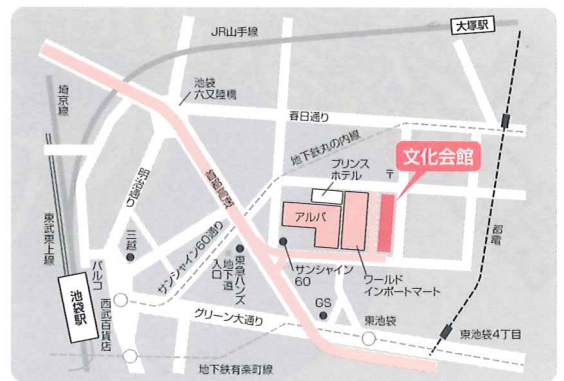 JR山手線
大塚駅
埼京線
池袋
六又陸橋
春日通り
地下鉄丸の内線
文化会館
プリンス
ホテル
〒
明治通り
首都高速
アルパ
都電
東武東上線
三越
サンシャイン60通り
東急ハンズ
地下道
入口
サンシャイン
60
ワールド
インポートマート
パルコ
池袋駅
西武百貨店
グリーン大通り
GS
東池袋
東池袋4丁目
地下鉄有楽町線